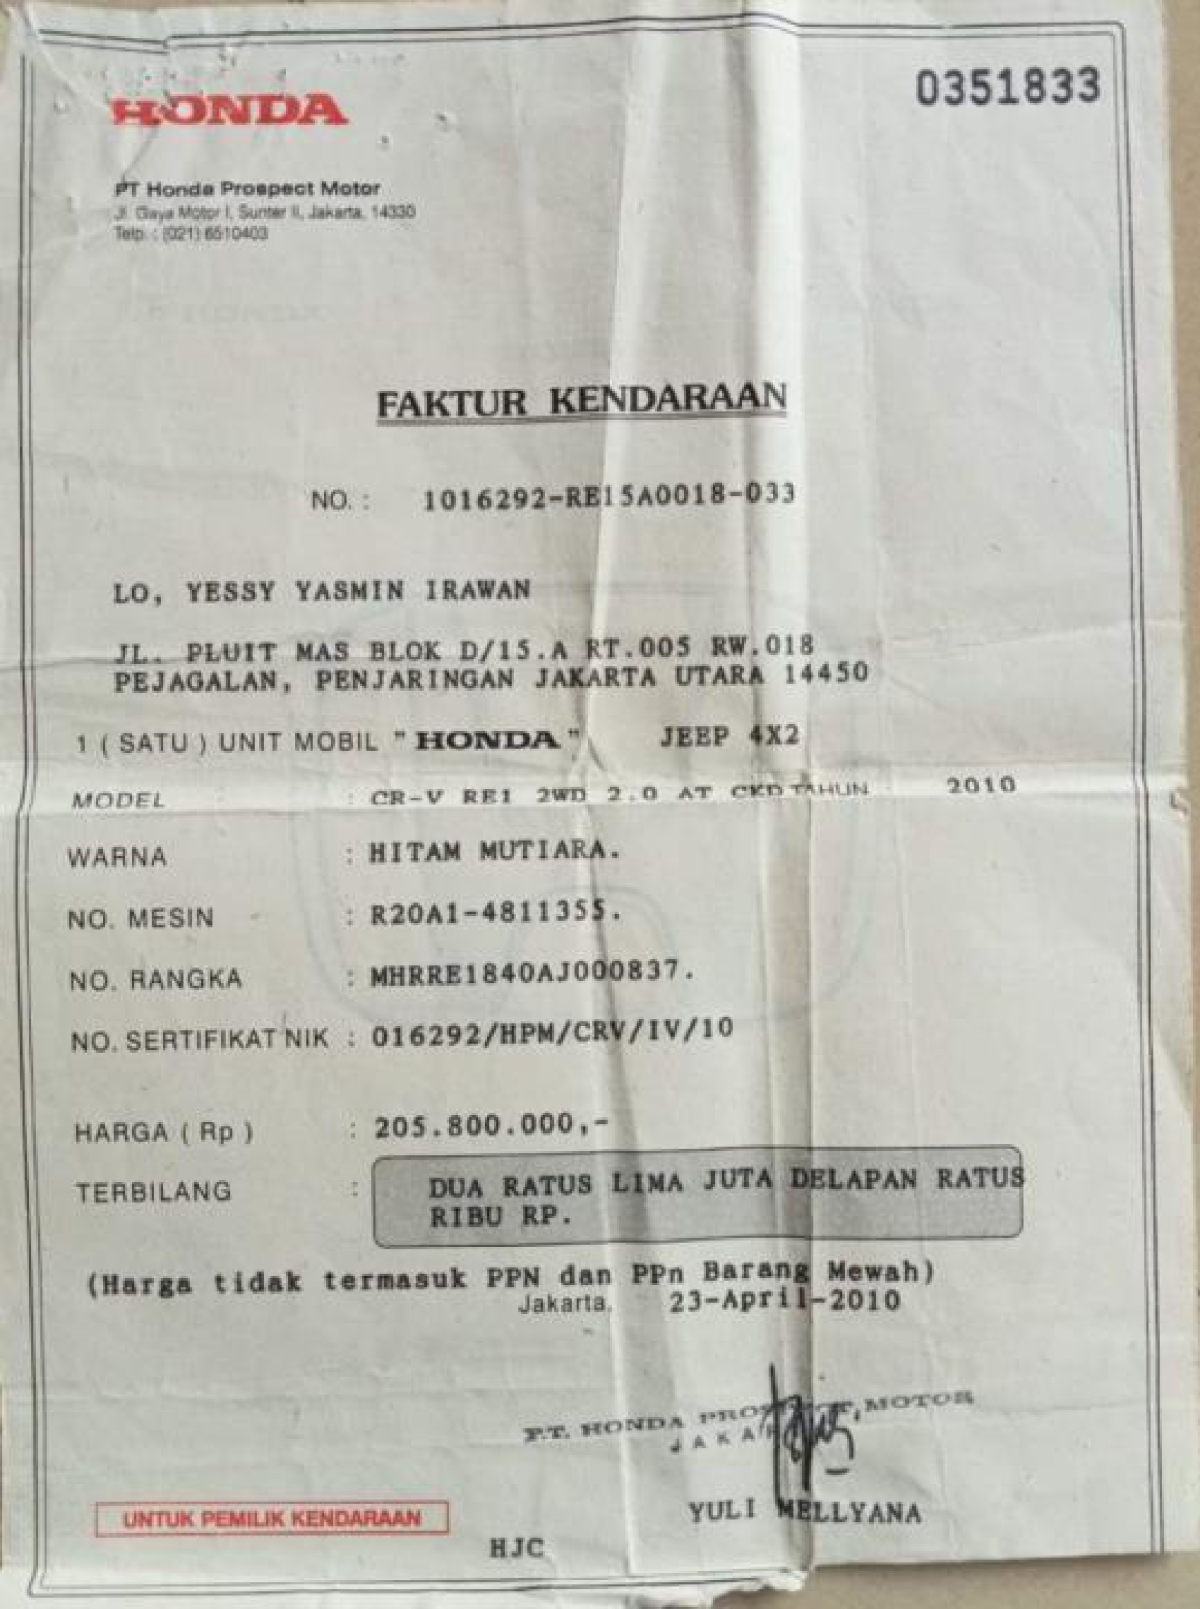 0351833
HONDA
PT Honda Prospect Motor
Jl. Gaya Motor I, Sunter II, Jakarta, 14330
Telp. : (021) 6510403
FAKTUR KENDARAAN
NO. : 1016292-RE15A0018-033
LO, YESSY YASMIN IRAWAN
JL. PLUIT MAS BLOK D/15.A RT.005 RW.018
PEJAGALAN, PENJARINGAN JAKARTA UTARA 14450
1 ( SATU ) UNIT MOBIL " HONDA " JEEP 4X2
MODEL : CR-V RE1 2WD 2.0 AT CKD TAHUN : 2010
WARNA : HITAM MUTIARA.
NO. MESIN : R20A1-4811355.
NO. RANGKA : MHRRE1840AJ000837.
NO. SERTIFIKAT NIK : 016292/HPM/CRV/IV/10
HARGA ( Rp ) : 205.800.000,-
TERBILANG : DUA RATUS LIMA JUTA DELAPAN RATUS
RIBU RP.
(Harga tidak termasuk PPN dan PPn Barang Mewah)
Jakarta, 23-April-2010
P.T. HONDA PROSPECT MOTOR
JAKARTA
YULI MELLYANA
UNTUK PEMILIK KENDARAAN
HJC